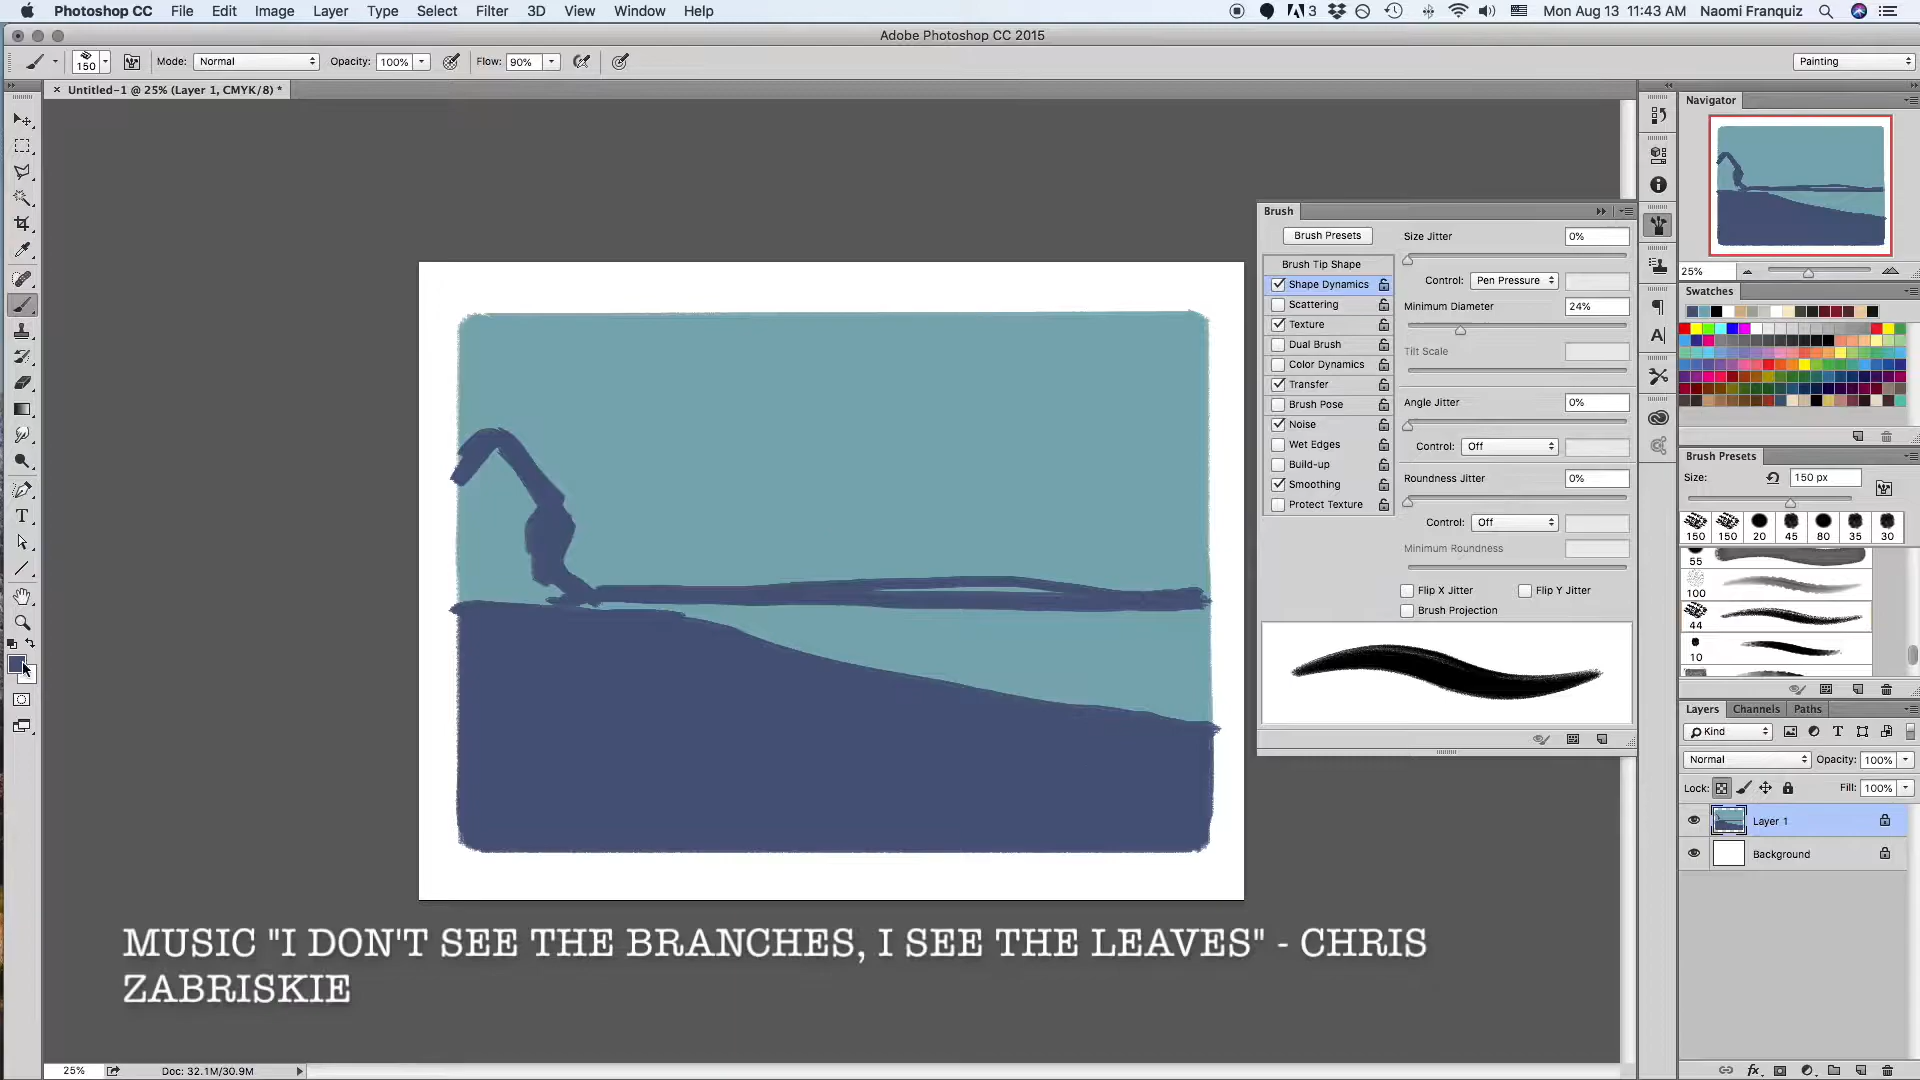 Photoshop CC File Edit Image Layer Type Select Filter 3D View Window Help 3 Mon Aug 13 11:43 AM Naomi Franquiz
Adobe Photoshop CC 2015
150 Mode: Normal Opacity: 100% Flow: 90% Painting
Untitled-1 @ 25% (Layer 1, CMYK/8) *
Navigator
25%
Swatches
Brush Presets
Size: 150 px
150 150 20 45 80 35 30
55
100
44
10
Layers Channels Paths
Kind
Normal Opacity: 100%
Lock: Fill: 100%
Layer 1
Background
Brush
Brush Presets
Brush Tip Shape
Shape Dynamics
Scattering
Texture
Dual Brush
Color Dynamics
Transfer
Brush Pose
Noise
Wet Edges
Build-up
Smoothing
Protect Texture
Size Jitter 0%
Control: Pen Pressure
Minimum Diameter 24%
Tilt Scale
Angle Jitter 0%
Control: Off
Roundness Jitter 0%
Control: Off
Minimum Roundness
Flip X Jitter Flip Y Jitter
Brush Projection
MUSIC "I DON'T SEE THE BRANCHES, I SEE THE LEAVES" - CHRIS
ZABRISKIE
25% Doc: 32.1M/30.9M